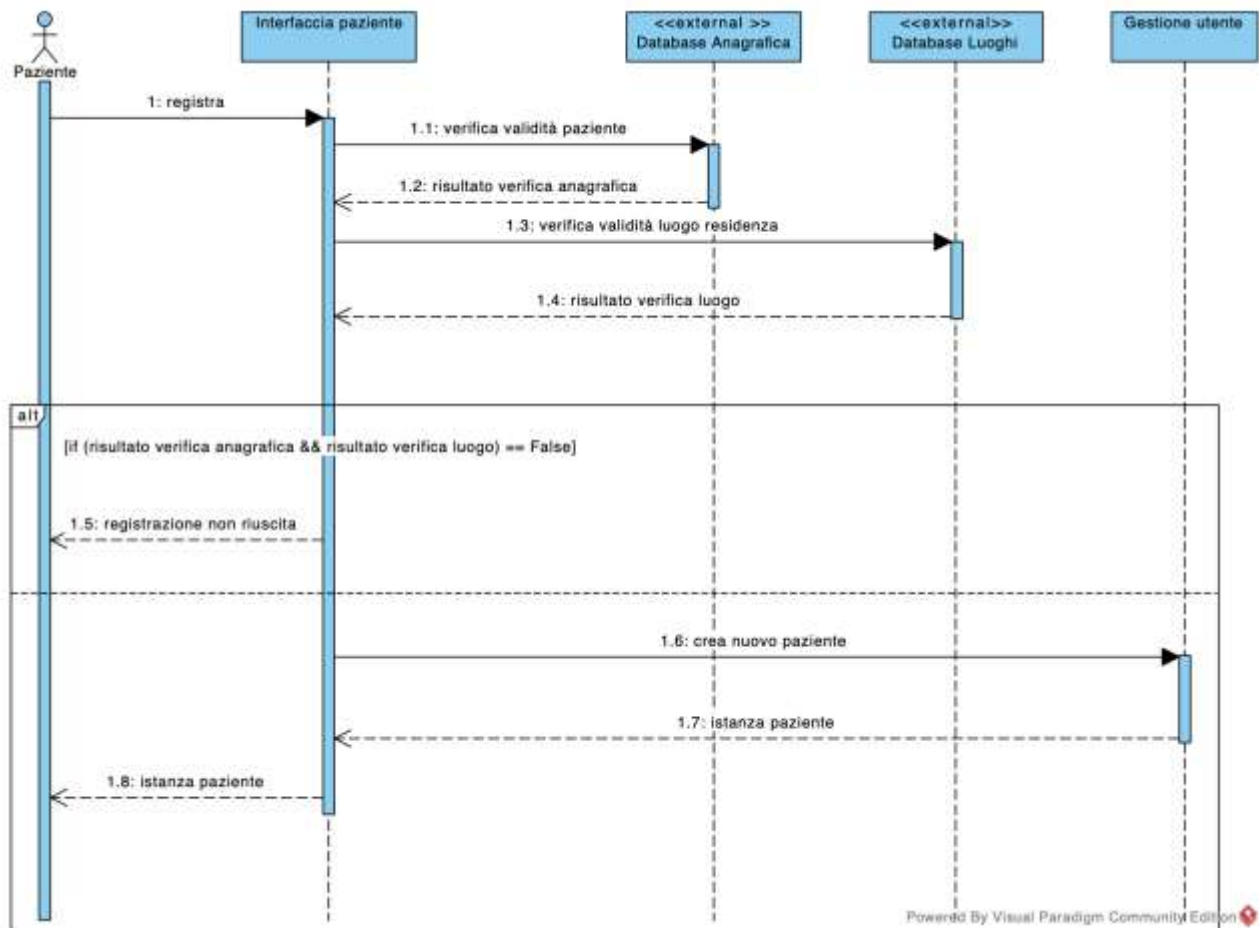 Paziente
Interfaccia paziente
<<external >>
Database Anagrafica
<<external>>
Database Luoghi
Gestione utente
1: registra
1.1: verifica validità paziente
1.2: risultato verifica anagrafica
1.3: verifica validità luogo residenza
1.4: risultato verifica luogo
alt
[if (risultato verifica anagrafica && risultato verifica luogo) == False]
1.5: registrazione non riuscita
1.6: crea nuovo paziente
1.7: istanza paziente
1.8: istanza paziente
Powered By Visual Paradigm Community Edition